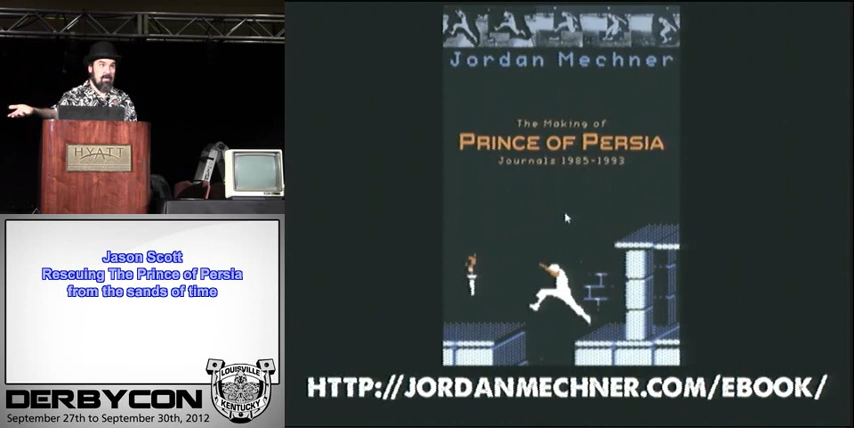 HYATT
Jason Scott
Rescuing The Prince of Persia
from the sands of time
LOUISVILLE
KENTUCKY
DERBYCON
September 27th to September 30th, 2012
Jordan Mechner
The Making of
PRINCE OF PERSIA
Journals 1985-1993
HTTP://JORDANMECHNER.COM/EBOOK/